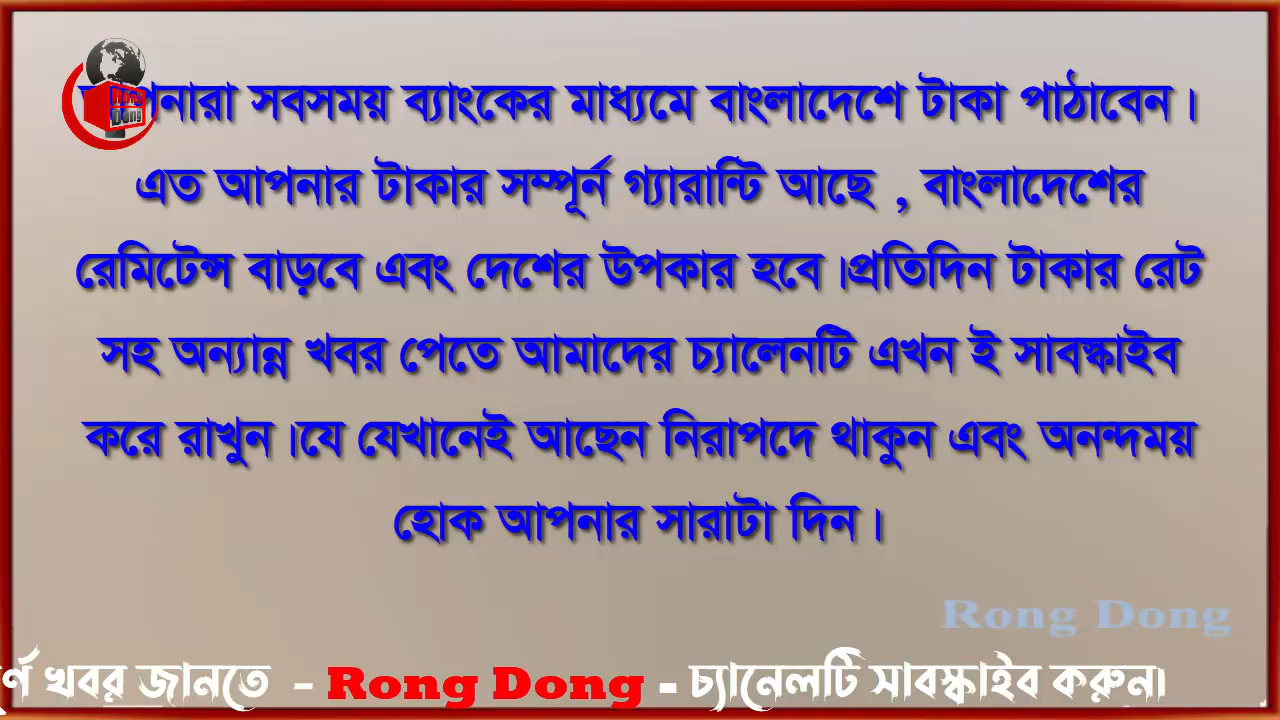 সবসময় ব্যাংকের মাধ্যমে বাংলাদেশে টাকা পাঠাবেন।
এত আপনার টাকার সম্পূর্ন গ্যারান্টি আছে , বাংলাদেশের
রেমিটেন্স বাড়বে এবং দেশের উপকার হবে।প্রতিদিন টাকার রেট
সহ অন্যান্ন খবর পেতে আমাদের চ্যালেনটি এখন ই সাবস্কাইব
করে রাখুন।যে যেখানেই আছেন নিরাপদে থাকুন এবং অনন্দময়
হোক আপনার সারাটা দিন।
Rong Dong
খবর জানতে - Rong Dong - চ্যানেলটি সাবস্ক্রাইব করুন।